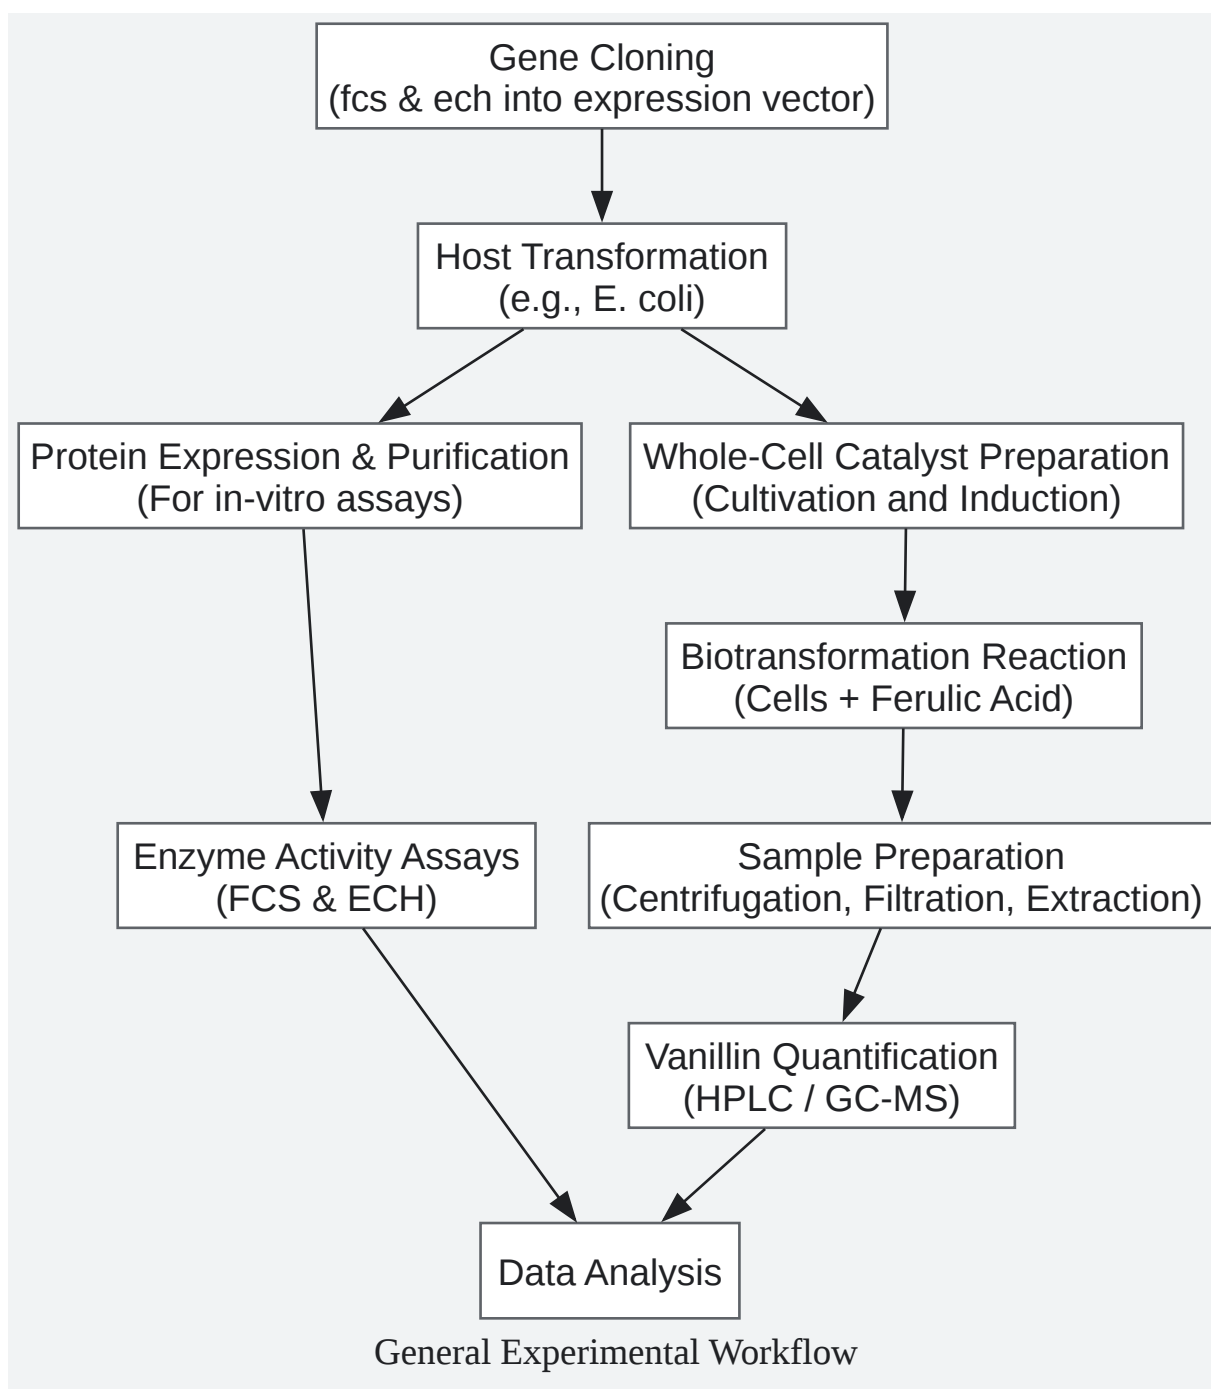 Gene Cloning
(fcs & ech into expression vector)
Host Transformation
(e.g., E. coli)
Protein Expression & Purification
(For in-vitro assays)
Whole-Cell Catalyst Preparation
(Cultivation and Induction)
Biotransformation Reaction
(Cells + Ferulic Acid)
Enzyme Activity Assays
(FCS & ECH)
Sample Preparation
(Centrifugation, Filtration, Extraction)
Vanillin Quantification
(HPLC / GC-MS)
Data Analysis
General Experimental Workflow